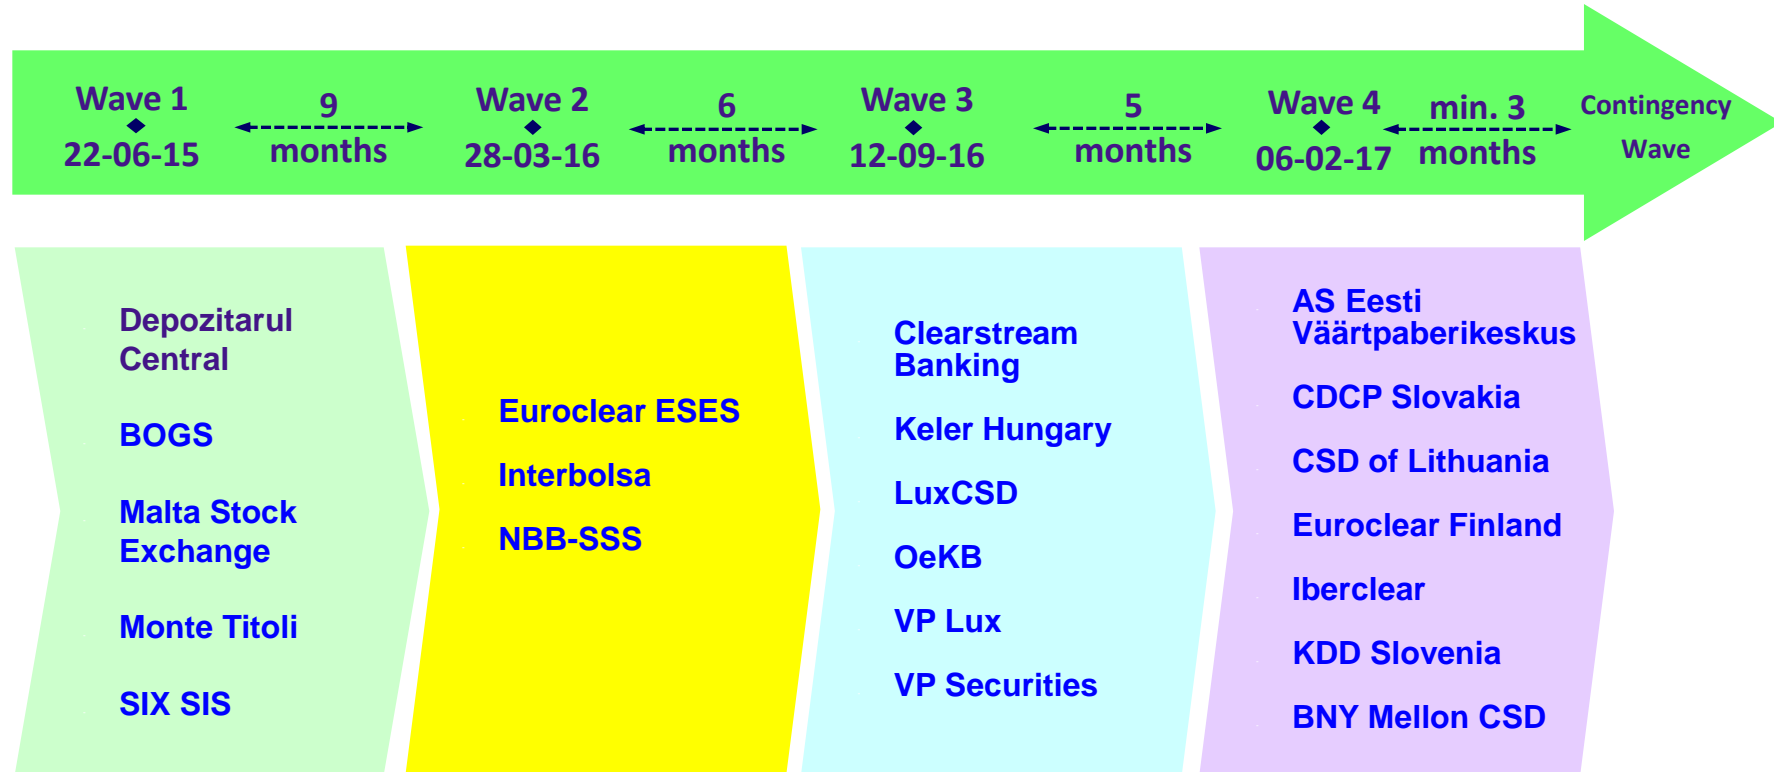 Wave 1
22-06-15
9
months
Wave 2
28-03-16
6
months
Wave 3
12-09-16
5
months
Wave 4
06-02-17
min. 3
months
Contingency
Wave
Depozitarul
Central
BOGS
Malta Stock
Exchange
Monte Titoli
SIX SIS
Euroclear ESES
Interbolsa
NBB-SSS
Clearstream
Banking
Keler Hungary
LuxCSD
OeKB
VP Lux
VP Securities
AS Eesti
Väärtpaberikeskus
CDCP Slovakia
CSD of Lithuania
Euroclear Finland
Iberclear
KDD Slovenia
BNY Mellon CSD